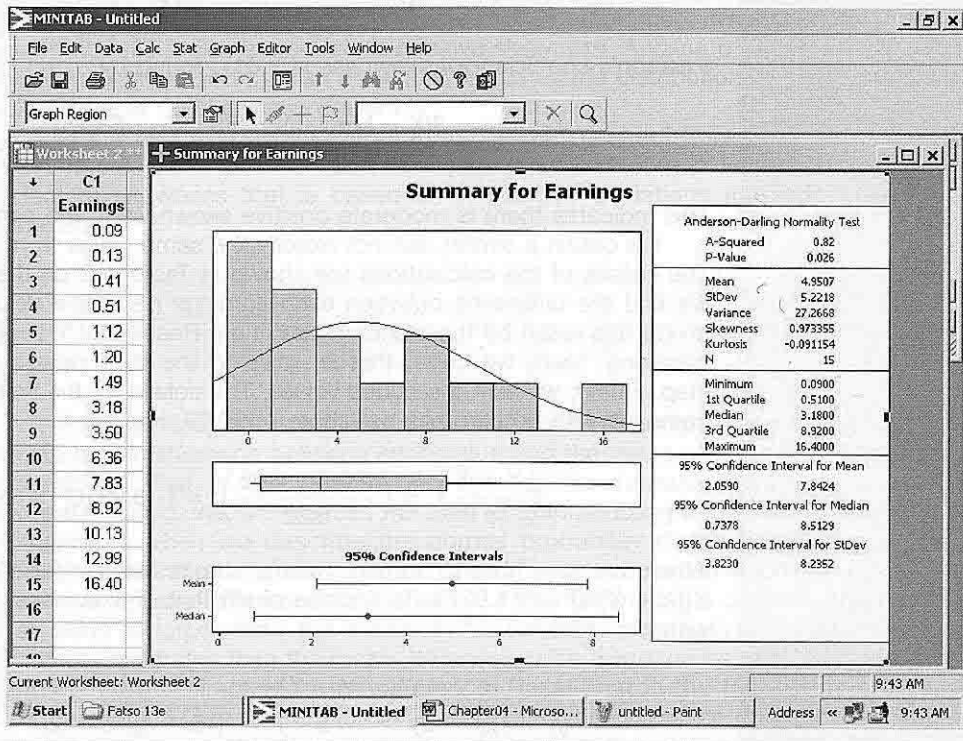 MINITAB - Untitled
File Edit Data Calc Stat Graph Editor Tools Window Help
Graph Region
Worksheet 2 **
Summary for Earnings
↓ C1
Earnings
1 0.09
2 0.13
3 0.41
4 0.51
5 1.12
6 1.20
7 1.49
8 3.18
9 3.50
10 6.36
11 7.83
12 8.92
13 10.13
14 12.99
15 16.40
16
17
18
Summary for Earnings
0 4 8 12 16
95% Confidence Intervals
Mean
Median
0 2 4 6 8
Anderson-Darling Normality Test
A-Squared 0.82
P-Value 0.026
Mean 4.9507
StDev 5.2218
Variance 27.2668
Skewness 0.973355
Kurtosis -0.091154
N 15
Minimum 0.0900
1st Quartile 0.5100
Median 3.1800
3rd Quartile 8.9200
Maximum 16.4000
95% Confidence Interval for Mean
2.0590 7.8424
95% Confidence Interval for Median
0.7378 8.5129
95% Confidence Interval for StDev
3.8230 8.2352
Current Worksheet: Worksheet 2
9:43 AM
Start Fatso 13e MINITAB - Untitled Chapter04 - Microso... untitled - Paint Address « 9:43 AM